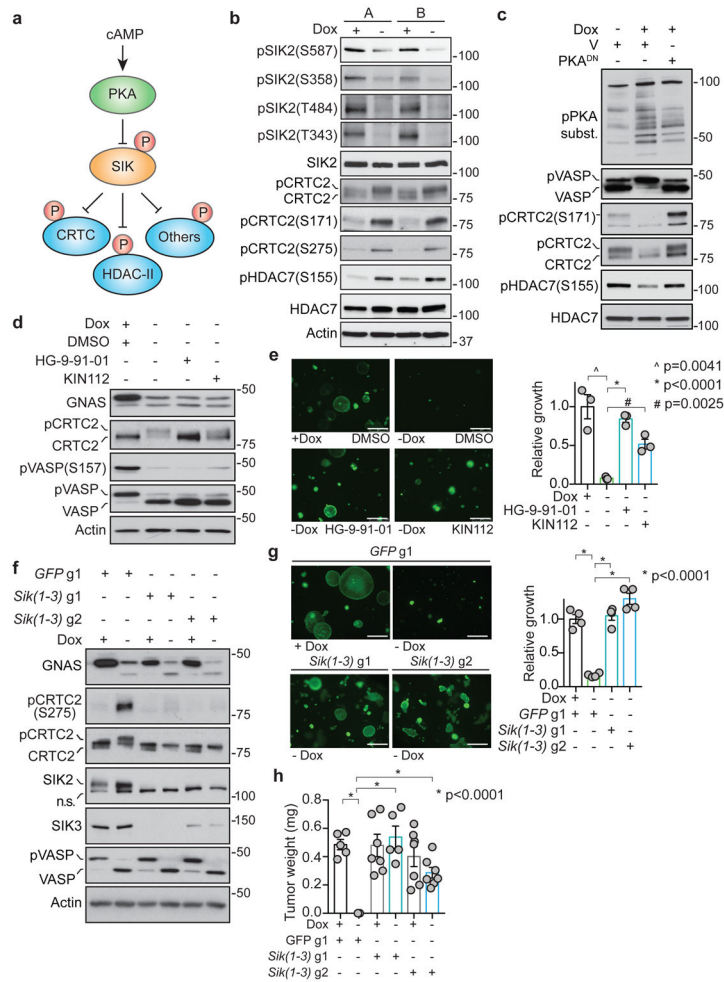 a
cAMP
PKA
P
SIK
P
P
P
CRTC
Others
HDAC-II
b
A B
Dox + - + -
pSIK2(S587)
-100
pSIK2(S358)
-100
pSIK2(T484)
-100
pSIK2(T343)
-100
SIK2
-100
pCRTC2
CRTC2
-75
pCRTC2(S171)
-75
pCRTC2(S275)
-75
pHDAC7(S155)
-100
HDAC7
-100
Actin
-37
c
Dox - + +
V + + -
PKADN - - +
-100
pPKA
subst.
-50
pVASP
VASP
-50
pCRTC2(S171)-
-75
pCRTC2
CRTC2
-75
pHDAC7(S155)
-100
HDAC7
-100
d
Dox + - - -
DMSO + + - -
HG-9-91-01 - - + -
KIN112 - - - +
GNAS
-50
pCRTC2
CRTC2
-75
pVASP(S157)
-50
pVASP
VASP
-50
Actin
-50
e
+Dox DMSO
-Dox DMSO
-Dox HG-9-91-01
-Dox KIN112
Relative growth
1.0
0.5
0.0
^ * #
^ p=0.0041
* p<0.0001
# p=0.0025
Dox + - - -
HG-9-91-01 - - + -
KIN112 - - - +
f
GFP g1 + + - - - -
Sik(1-3) g1 - - + + - -
Sik(1-3) g2 - - - - + +
Dox + - + - + -
GNAS
-50
pCRTC2
(S275)
-75
pCRTC2
CRTC2
-75
SIK2
n.s.
-100
SIK3
-150
pVASP
VASP
-50
Actin
-50
g
GFP g1
+ Dox
- Dox
Sik(1-3) g1 Sik(1-3) g2
- Dox
- Dox
Relative growth
1.0
0.5
0.0
* * *
* p<0.0001
Dox + - - -
GFP g1 + + - -
Sik(1-3) g1 - - + -
Sik(1-3) g2 - - - +
h
Tumor weight (mg)
0.8
0.6
0.4
0.2
0.0
* * *
* p<0.0001
Dox + - + - + -
GFP g1 + + - - - -
Sik(1-3) g1 - - + + - -
Sik(1-3) g2 - - - - + +